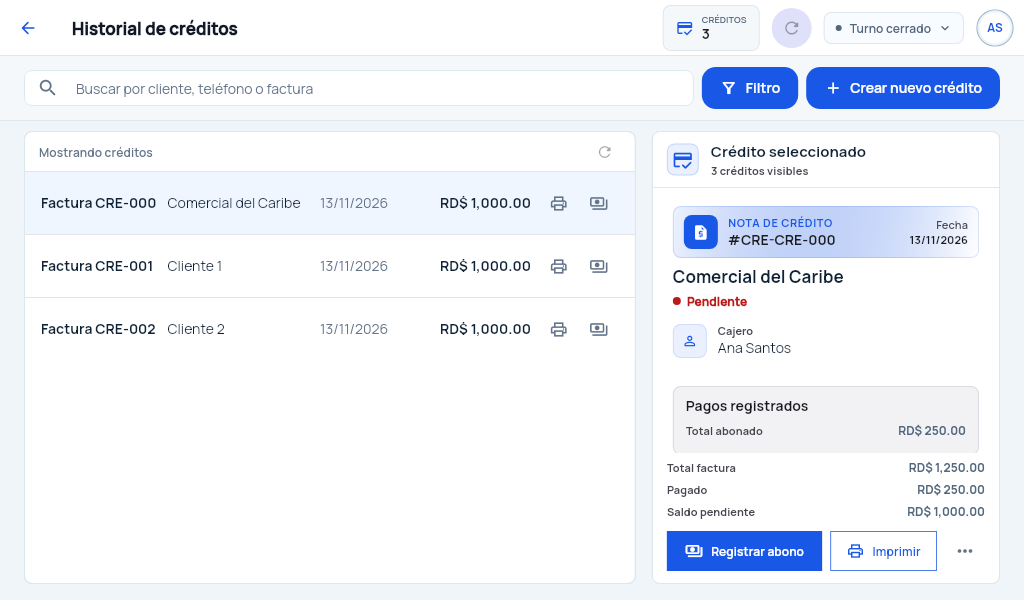 Historial de créditos
CRÉDITOS
3
Turno cerrado
AS
Buscar por cliente, teléfono o factura
Filtro
Crear nuevo crédito
Mostrando créditos
Factura CRE-000 Comercial del Caribe 13/11/2026 RD$ 1,000.00
Factura CRE-001 Cliente 1 13/11/2026 RD$ 1,000.00
Factura CRE-002 Cliente 2 13/11/2026 RD$ 1,000.00
Crédito seleccionado
3 créditos visibles
NOTA DE CRÉDITO
#CRE-CRE-000
Fecha
13/11/2026
Comercial del Caribe
Pendiente
Cajero
Ana Santos
Pagos registrados
Total abonado RD$ 250.00
Total factura RD$ 1,250.00
Pagado RD$ 250.00
Saldo pendiente RD$ 1,000.00
Registrar abono
Imprimir